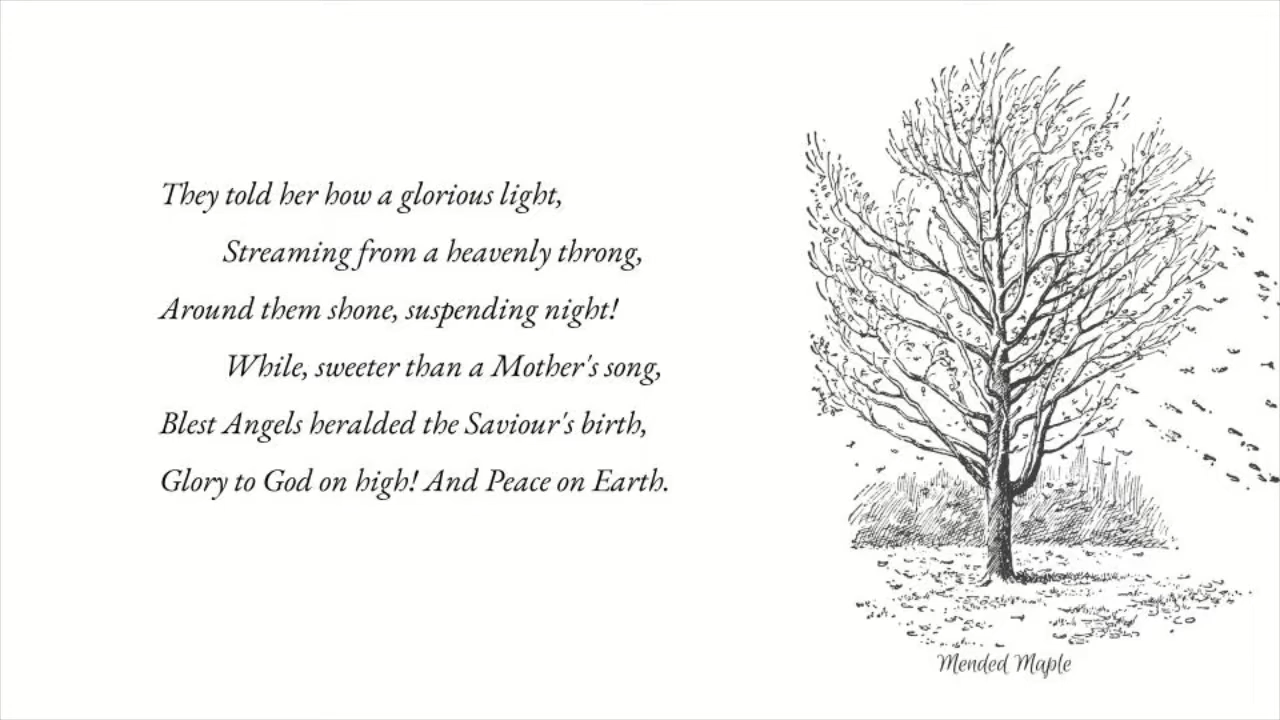 They told her how a glorious light,
Streaming from a heavenly throng,
Around them shone, suspending night!
While, sweeter than a Mother's song,
Blest Angels heralded the Saviour's birth,
Glory to God on high! And Peace on Earth.
Mended Maple